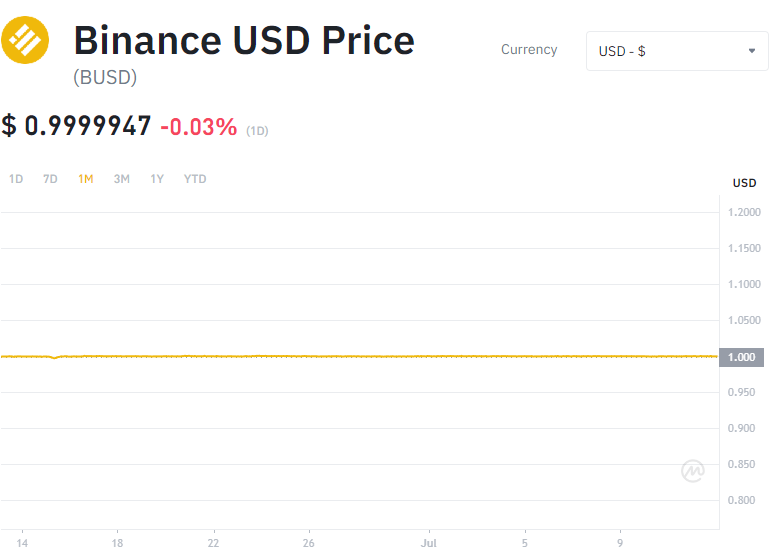 Binance USD Price
(BUSD)
Currency
USD - $
$ 0.9999947 -0.03% (1D)
1D 7D 1M 3M 1Y YTD
USD
1.2000
1.1500
1.1000
1.0500
1.000
0.950
0.900
0.850
0.800
14 18 22 26 Jul 5 9